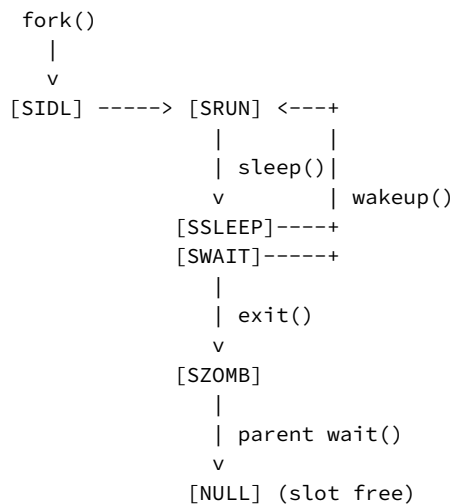 fork()
|
v
[SIDL] -----> [SRUN] <---+
| |
| sleep()|
v | wakeup()
[SSLEEP]----+
[SWAIT]-----+
|
| exit()
v
[SZOMB]
|
| parent wait()
v
[NULL] (slot free)